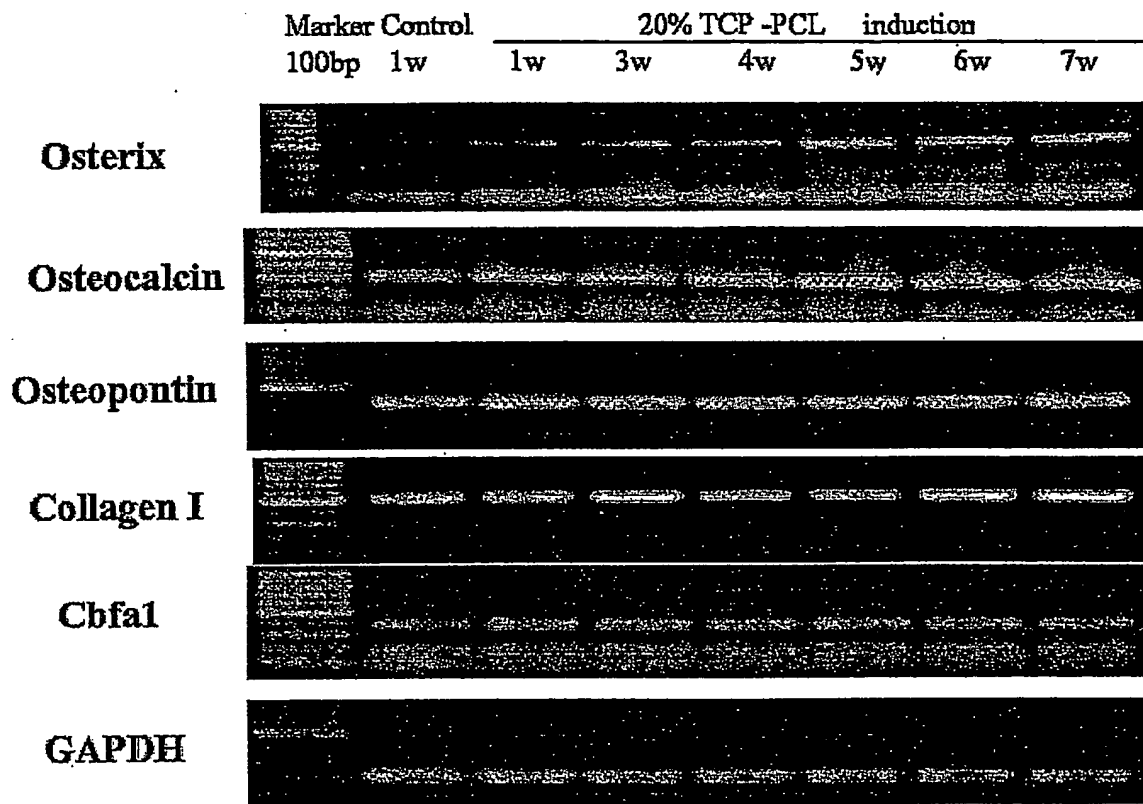 Marker Control 20% TCP -PCL induction
100bp 1w 1w 3w 4w 5w 6w 7w
Osterix
Osteocalcin
Osteopontin
Collagen I
Cbfa1
GAPDH